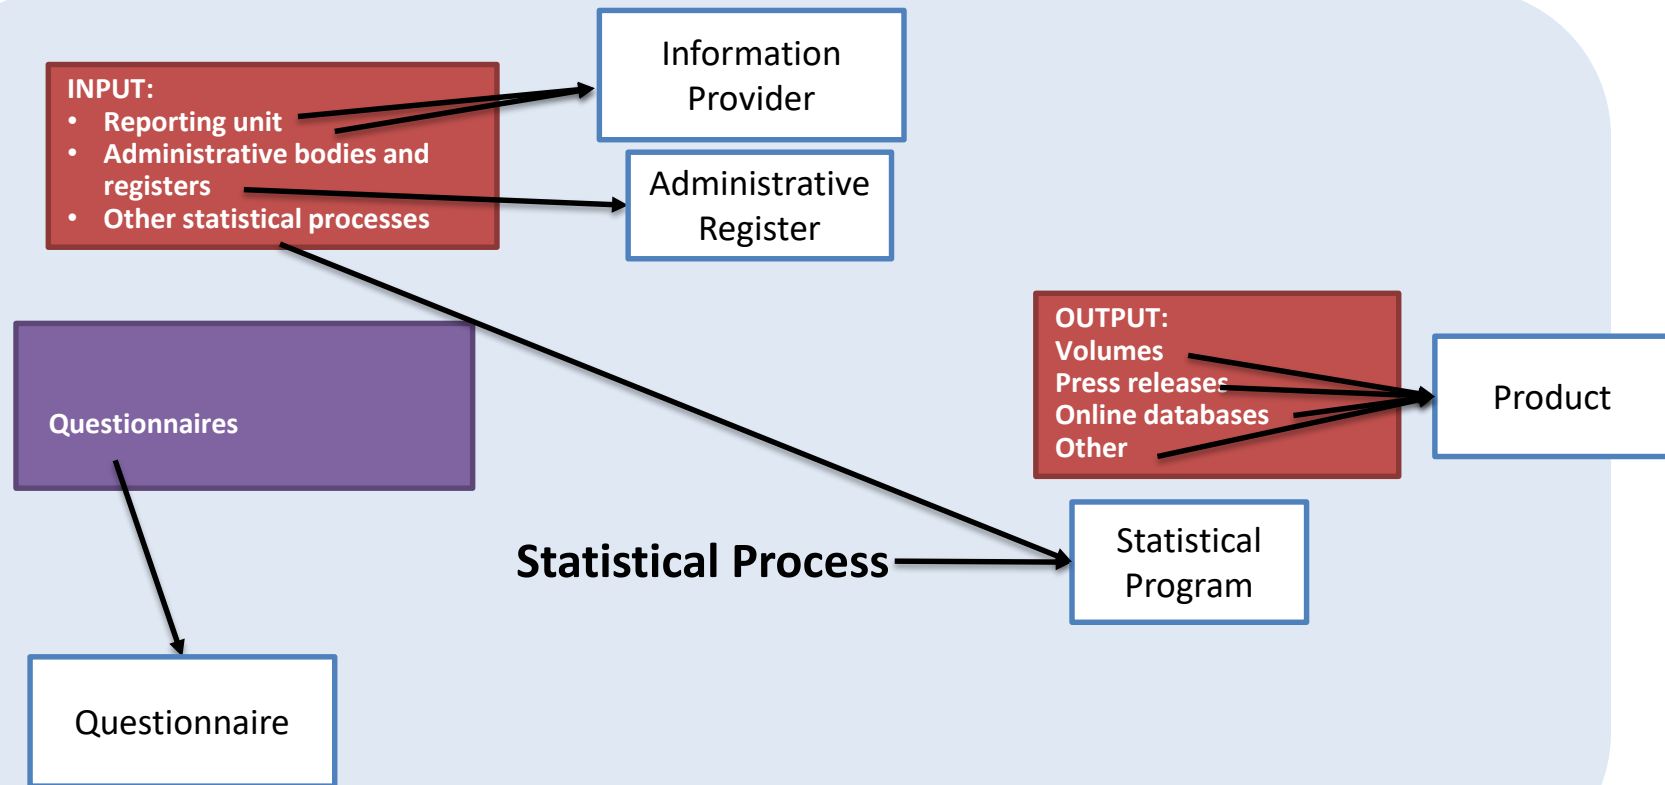 Information
Provider
INPUT:
• Reporting unit
• Administrative bodies and
registers
• Other statistical processes
Administrative
Register
OUTPUT:
Volumes
Press releases
Online databases
Other
Product
Questionnaires
Statistical Process
Statistical
Program
Questionnaire